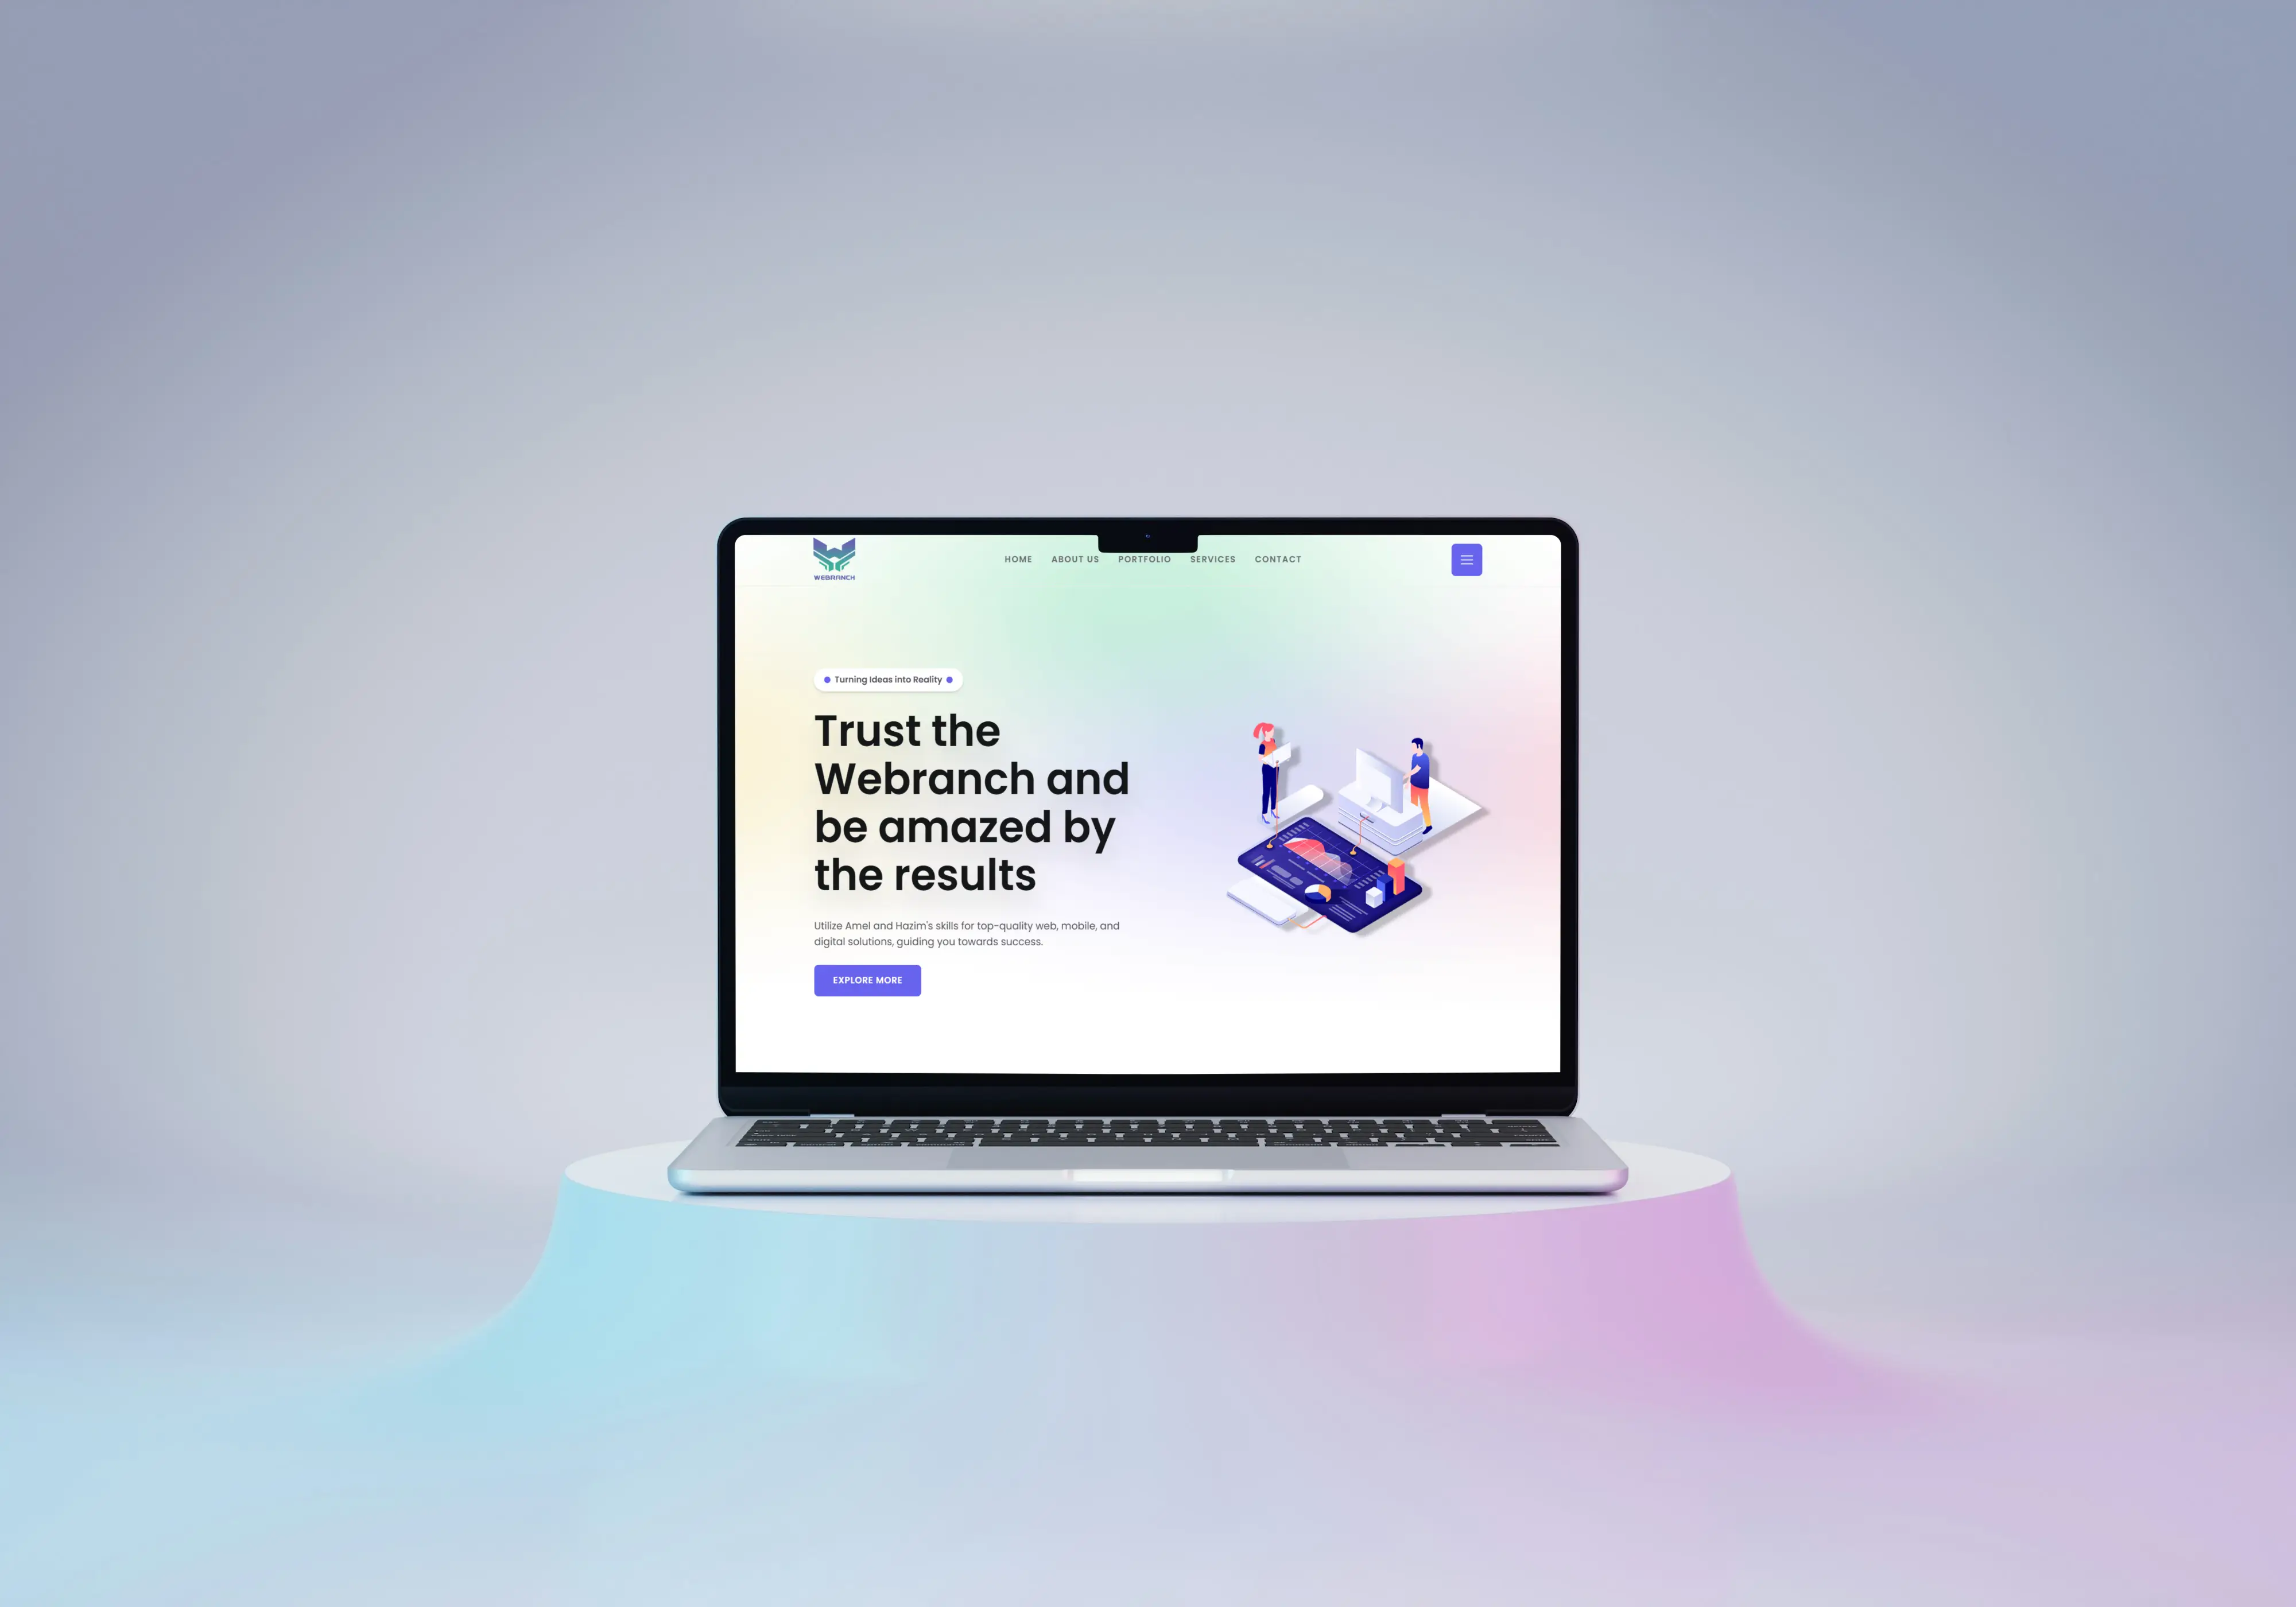 WEBRANCH
HOME ABOUT US PORTFOLIO SERVICES CONTACT
Turning Ideas into Reality
Trust the
Webranch and
be amazed by
the results
Utilize Amel and Hazim's skills for top-quality web, mobile, and
digital solutions, guiding you towards success.
EXPLORE MORE